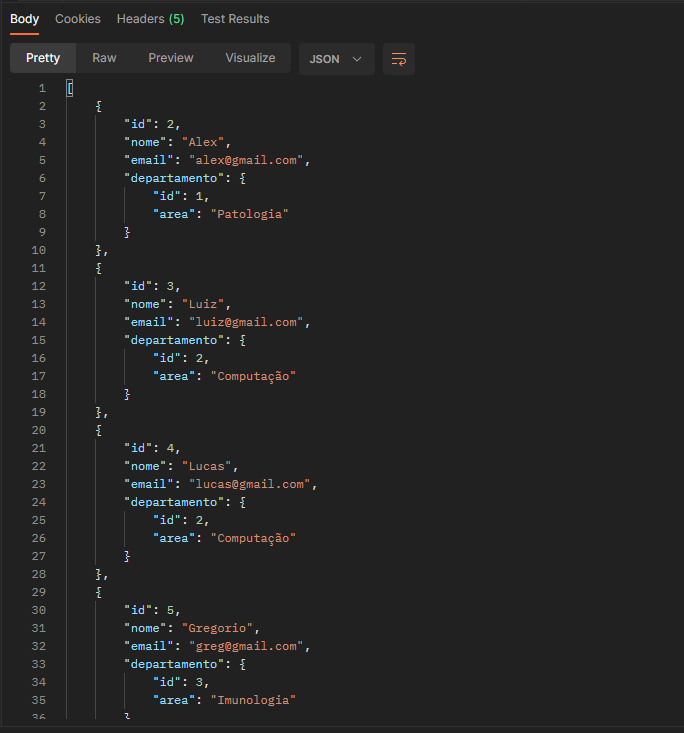 Body Cookies Headers (5) Test Results
Pretty Raw Preview Visualize JSON
1 [
2 {
3 "id": 2,
4 "nome": "Alex",
5 "email": "alex@gmail.com",
6 "departamento": {
7 "id": 1,
8 "area": "Patologia"
9 }
10 },
11 {
12 "id": 3,
13 "nome": "Luiz",
14 "email": "luiz@gmail.com",
15 "departamento": {
16 "id": 2,
17 "area": "Computação"
18 }
19 },
20 {
21 "id": 4,
22 "nome": "Lucas",
23 "email": "lucas@gmail.com",
24 "departamento": {
25 "id": 2,
26 "area": "Computação"
27 }
28 },
29 {
30 "id": 5,
31 "nome": "Gregorio",
32 "email": "greg@gmail.com",
33 "departamento": {
34 "id": 3,
35 "area": "Imunologia"
36 }